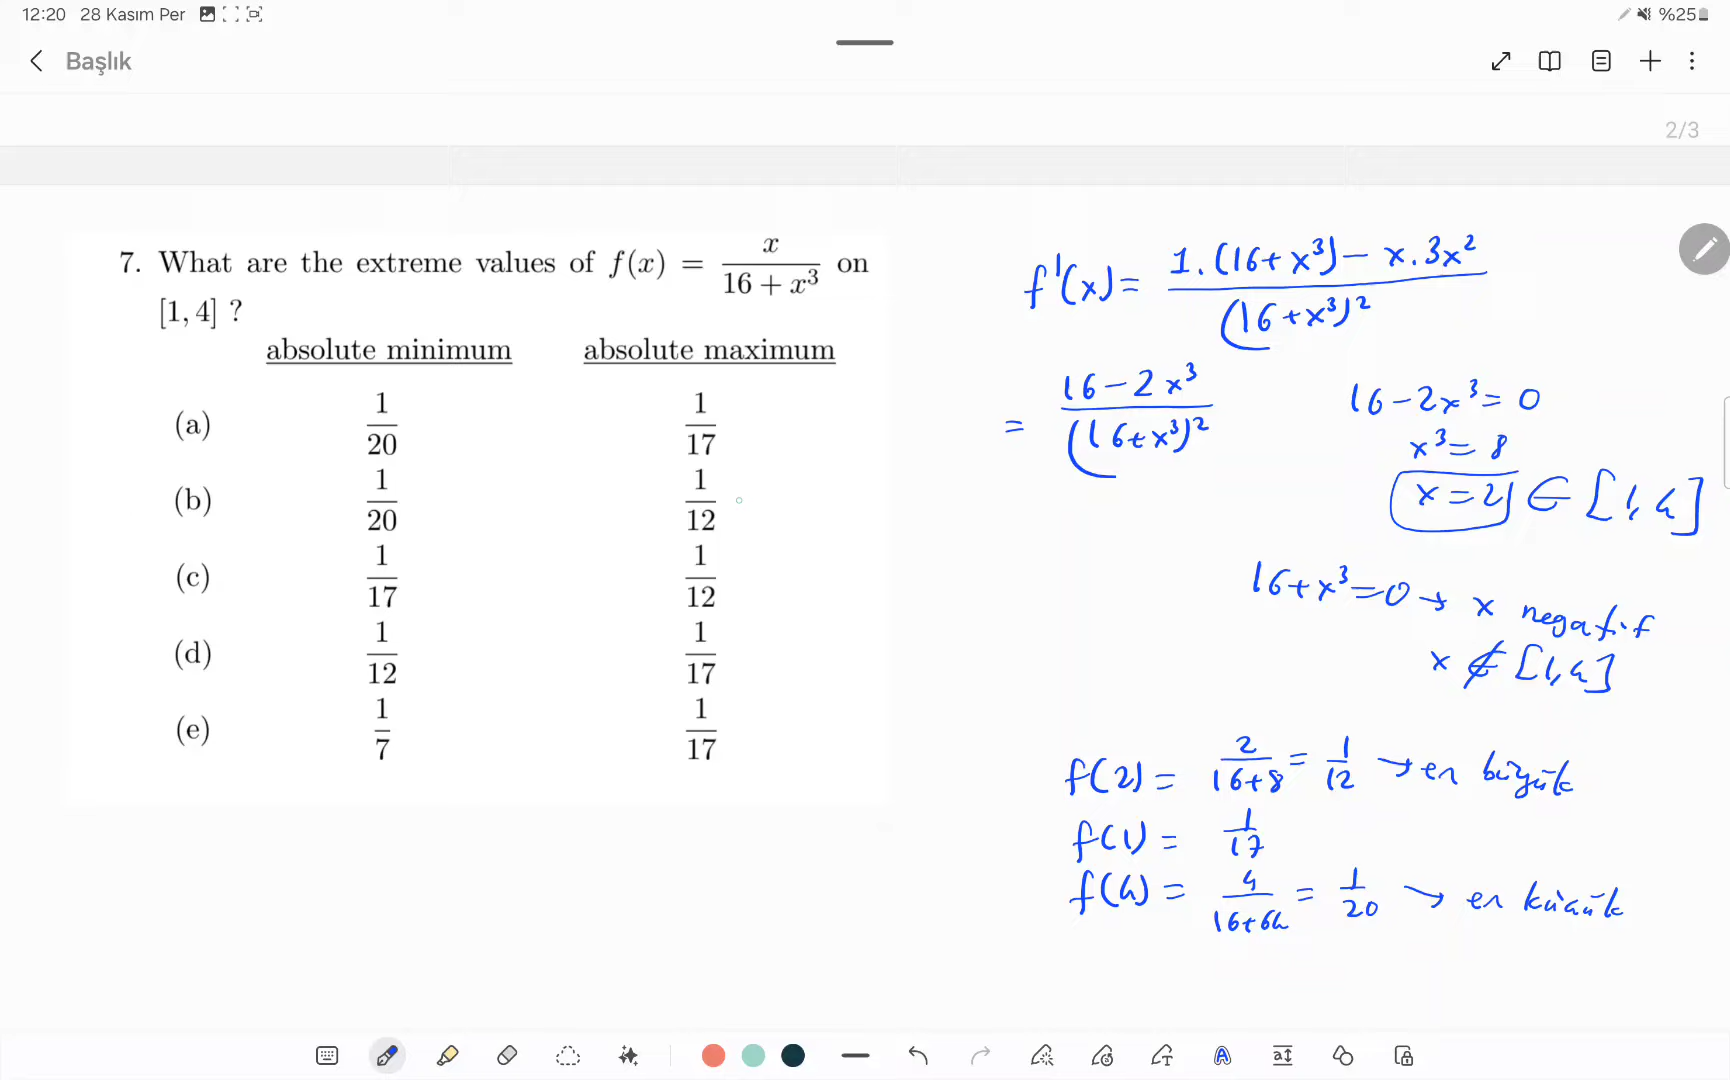 12:20 28 Kasım Per %25
Başlık
2/3
7. What are the extreme values of f(x) = x / (16 + x³) on
[1, 4] ?
absolute minimum absolute maximum
(a) 1/20 1/17
(b) 1/20 1/12
(c) 1/17 1/12
(d) 1/12 1/17
(e) 1/7 1/17
f'(x) = (1.(16+x³) − x.3x²) / (16+x³)²
= (16−2x³) / (16+x³)²
16−2x³=0
x³=8
x=2 ∈ [1,4]
16+x³=0 → x negatif
x ∉ [1,4]
f(2) = 2/(16+8) = 1/12 → en büyük
f(1) = 1/17
f(4) = 4/(16+64) = 1/20 → en küçük